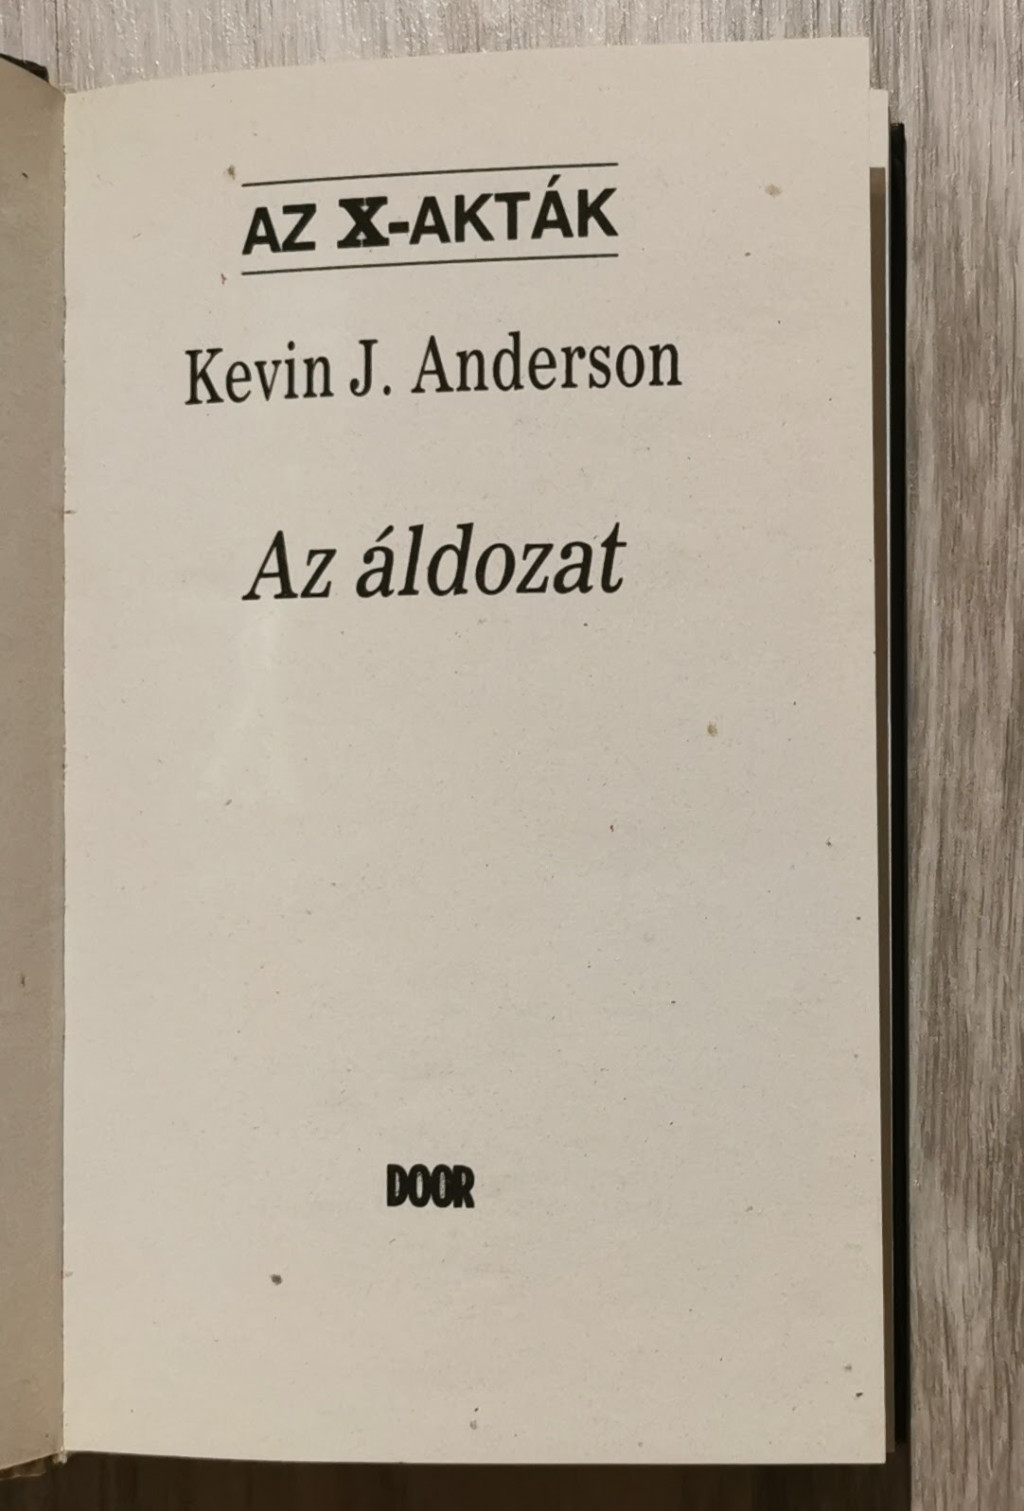 AZ X-AKTÁK
Kevin J. Anderson
Az áldozat
DOOR